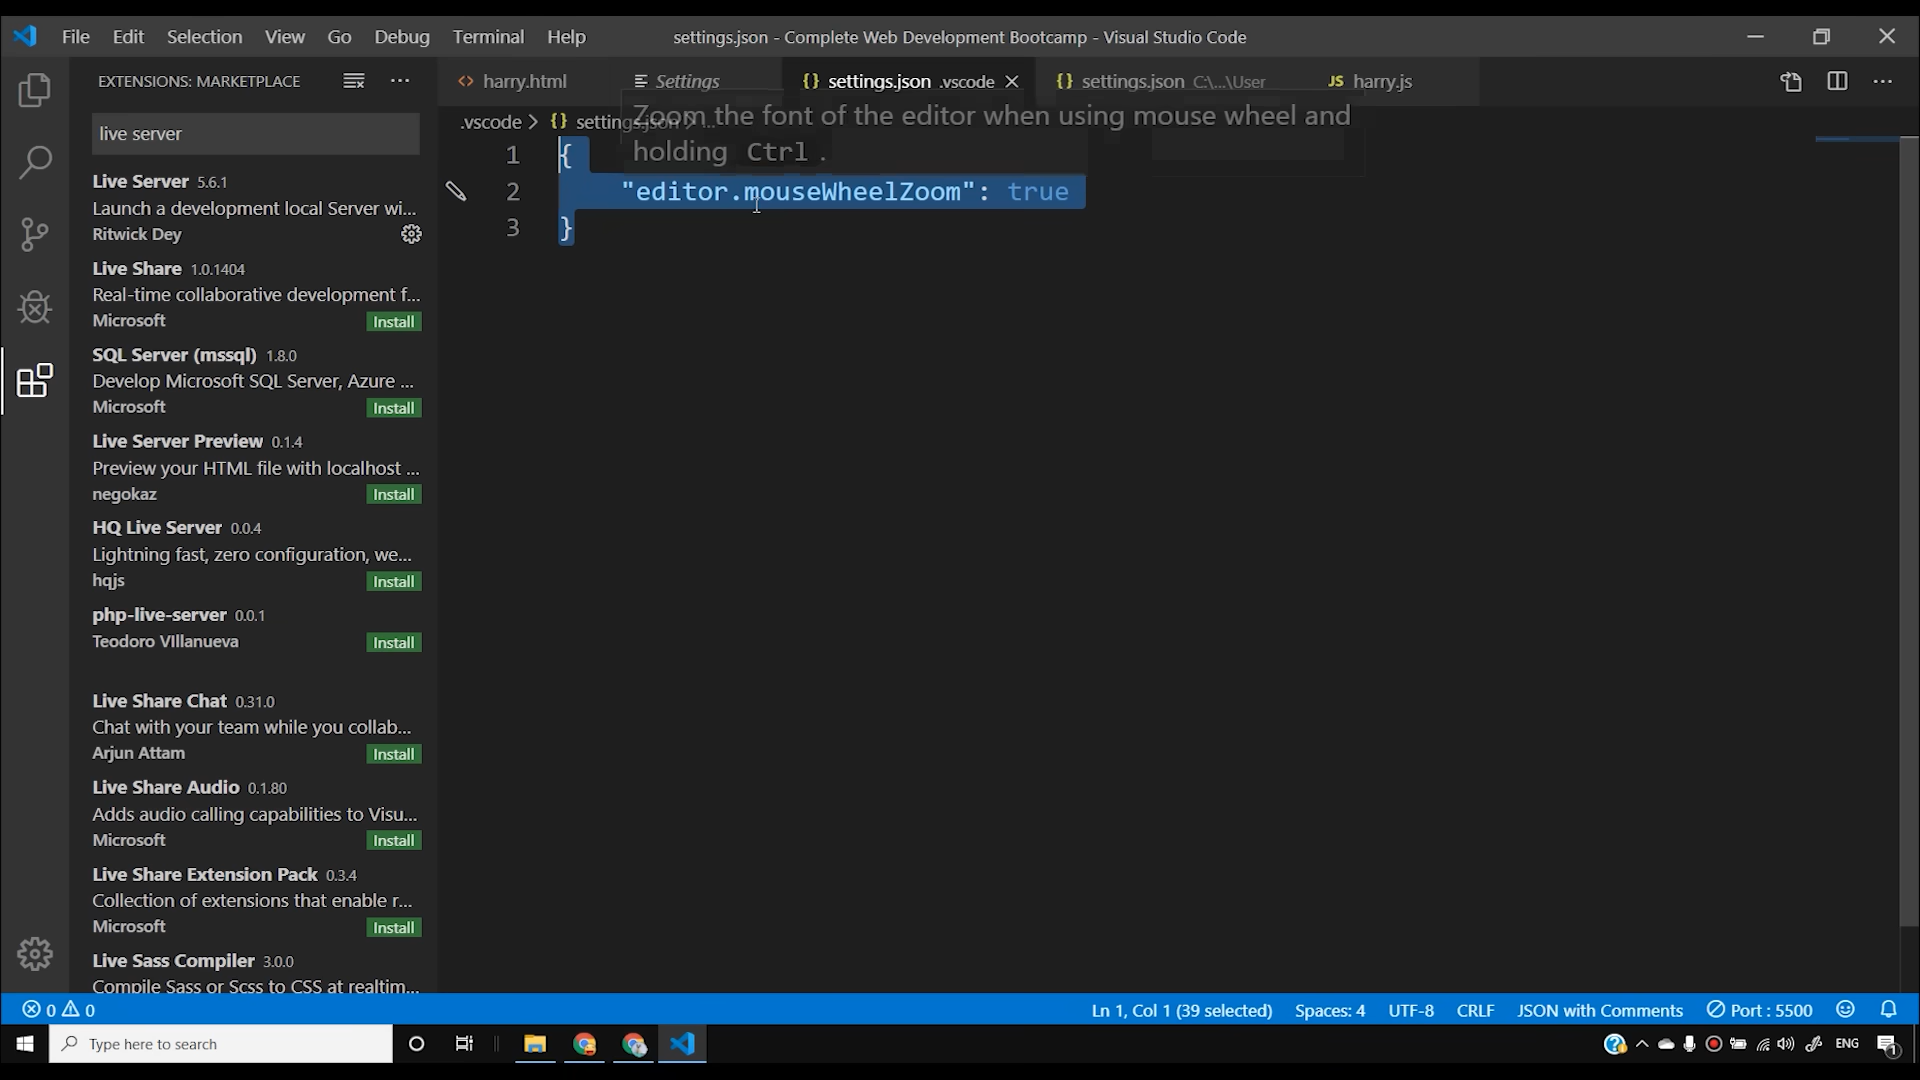 File Edit Selection View Go Debug Terminal Help settings.json - Complete Web Development Bootcamp - Visual Studio Code
EXTENSIONS: MARKETPLACE
live server
Live Server 5.6.1
Launch a development local Server wi...
Ritwick Dey
Live Share 1.0.1404
Real-time collaborative development f...
Microsoft Install
SQL Server (mssql) 1.8.0
Develop Microsoft SQL Server, Azure ...
Microsoft Install
Live Server Preview 0.1.4
Preview your HTML file with localhost ...
negokaz Install
HQ Live Server 0.0.4
Lightning fast, zero configuration, we...
hqjs Install
php-live-server 0.0.1
Teodoro VIllanueva Install
Live Share Chat 0.31.0
Chat with your team while you collab...
Arjun Attam Install
Live Share Audio 0.1.80
Adds audio calling capabilities to Visu...
Microsoft Install
Live Share Extension Pack 0.3.4
Collection of extensions that enable r...
Microsoft Install
Live Sass Compiler 3.0.0
Compile Sass or Scss to CSS at realtim...
<> harry.html Settings {} settings.json .vscode {} settings.json C:\...\User JS harry.js
.vscode > {} settings.json > ...
Zoom the font of the editor when using mouse wheel and
holding Ctrl .
1 {
2 "editor.mouseWheelZoom": true
3 }
0 0 Ln 1, Col 1 (39 selected) Spaces: 4 UTF-8 CRLF JSON with Comments Port : 5500
Type here to search ENG 1